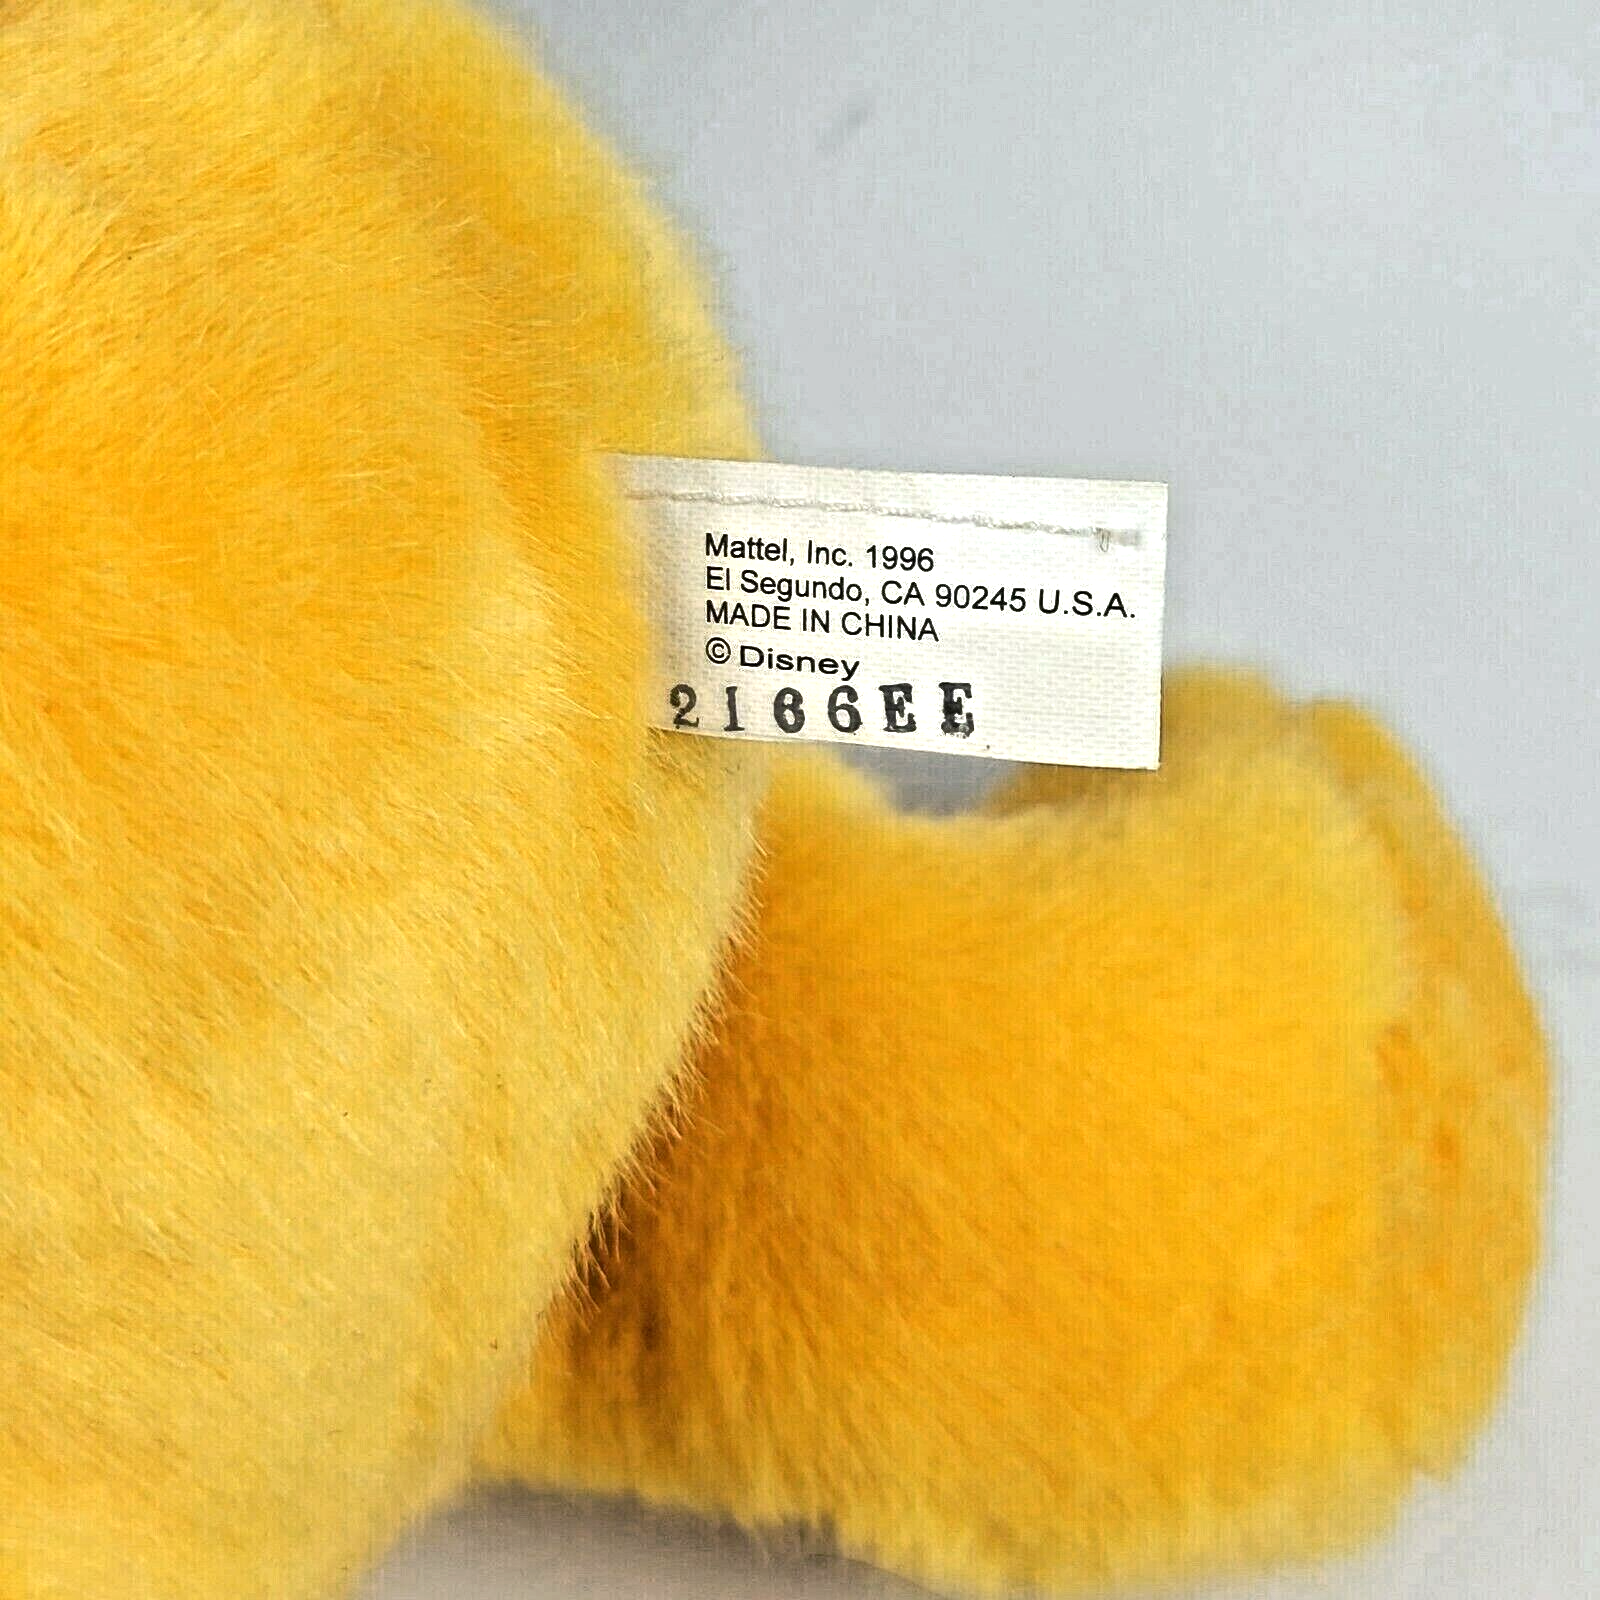 Mattel, Inc. 1996
El Segundo, CA 90245 U.S.A.
MADE IN CHINA
© Disney
2166EE